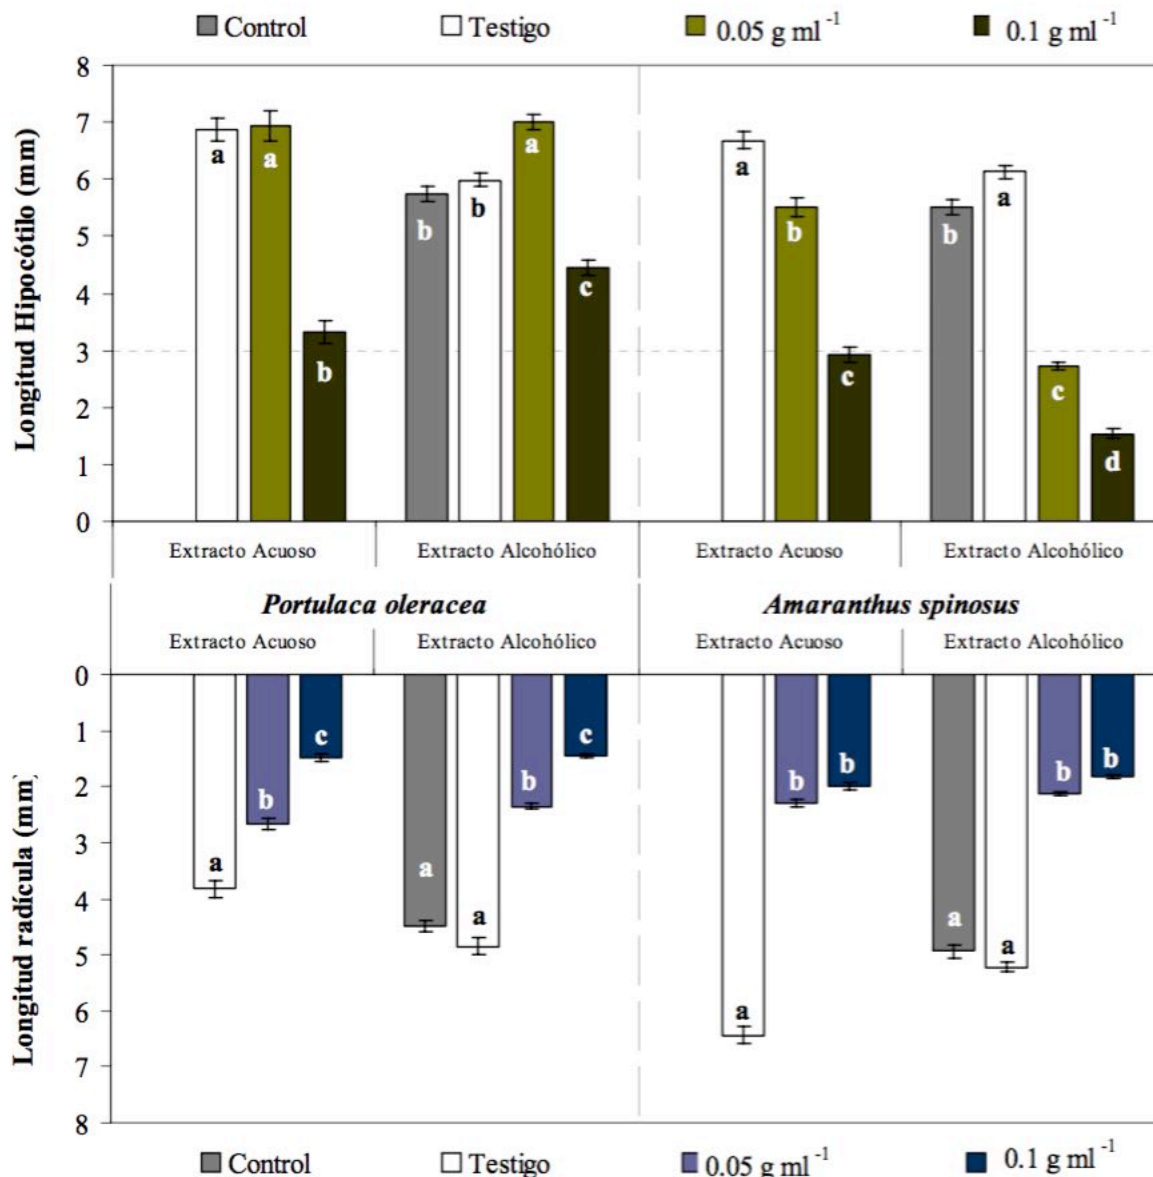 Control Testigo 0.05 g ml -1 0.1 g ml -1
Longitud Hipocótilo (mm)
8
7
6
5
4
3
2
1
0
a a b b b a c a b c b a c d
Extracto Acuoso Extracto Alcohólico Extracto Acuoso Extracto Alcohólico
Portulaca oleracea Amaranthus spinosus
Extracto Acuoso Extracto Alcohólico Extracto Acuoso Extracto Alcohólico
Longitud radícula (mm)
0
1
2
3
4
5
6
7
8
a b c a a b c a b b a a b b
Control Testigo 0.05 g ml -1 0.1 g ml -1